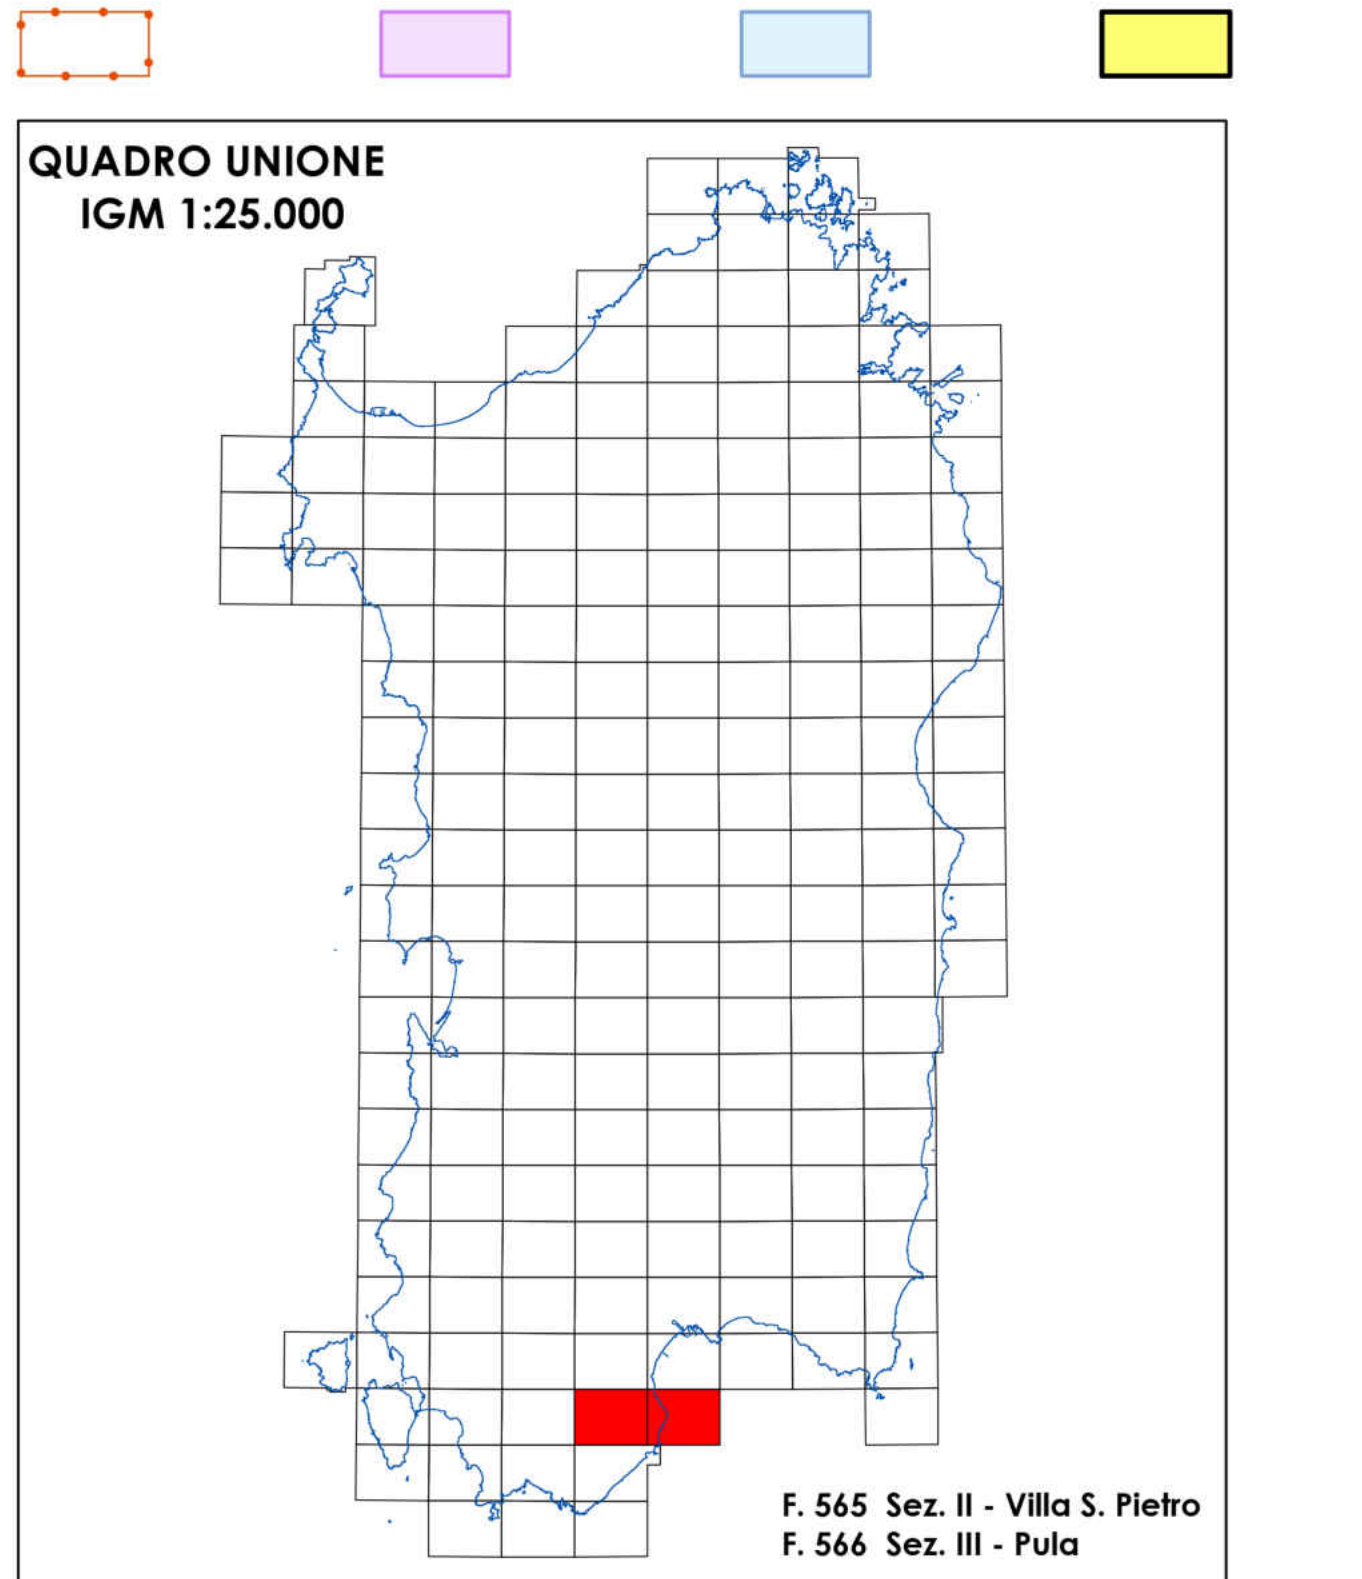 QUADRO UNIONE
IGM 1:25.000
F. 565 Sez. II - Villa S. Pietro
F. 566 Sez. III - Pula